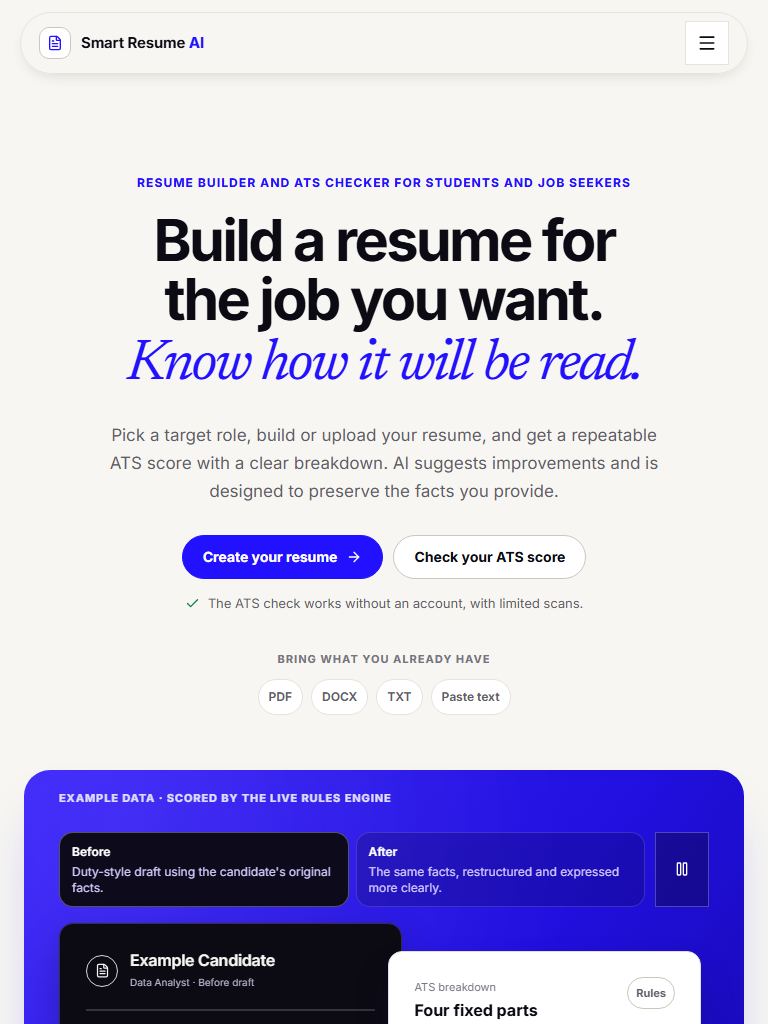 Smart Resume AI
RESUME BUILDER AND ATS CHECKER FOR STUDENTS AND JOB SEEKERS
Build a resume for
the job you want.
Know how it will be read.
Pick a target role, build or upload your resume, and get a repeatable
ATS score with a clear breakdown. AI suggests improvements and is
designed to preserve the facts you provide.
Create your resume
Check your ATS score
The ATS check works without an account, with limited scans.
BRING WHAT YOU ALREADY HAVE
PDF
DOCX
TXT
Paste text
EXAMPLE DATA · SCORED BY THE LIVE RULES ENGINE
Before
Duty-style draft using the candidate's original
facts.
After
The same facts, restructured and expressed
more clearly.
Example Candidate
Data Analyst · Before draft
ATS breakdown
Four fixed parts
Rules